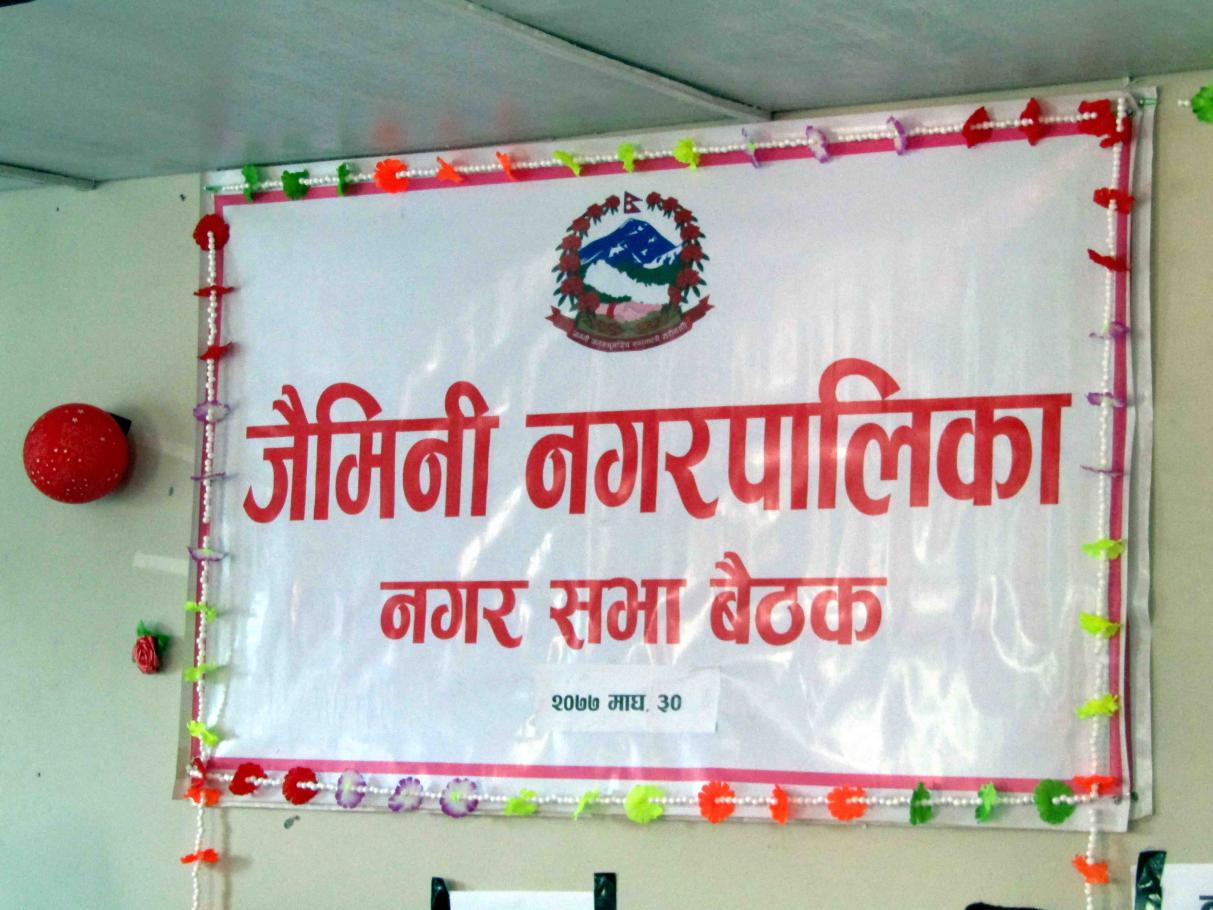 जैमिनी नगरपालिका
नगर सभा बैठक
२०७७ माघ. ३०